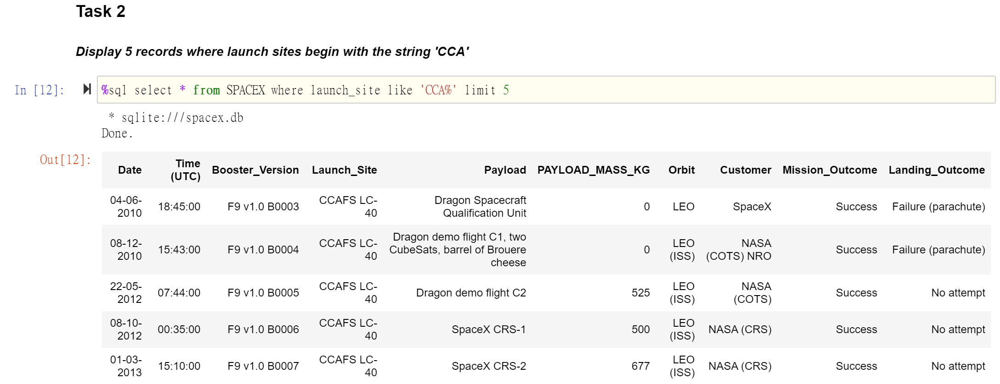 Task 2
Display 5 records where launch sites begin with the string 'CCA'
In [12]: %sql select * from SPACEX where launch_site like 'CCA%' limit 5
* sqlite:///spacex.db
Done.
Out[12]:
Date Time (UTC) Booster_Version Launch_Site Payload PAYLOAD_MASS_KG Orbit Customer Mission_Outcome Landing_Outcome
04-06-2010 18:45:00 F9 v1.0 B0003 CCAFS LC-40 Dragon Spacecraft Qualification Unit 0 LEO SpaceX Success Failure (parachute)
08-12-2010 15:43:00 F9 v1.0 B0004 CCAFS LC-40 Dragon demo flight C1, two CubeSats, barrel of Brouere cheese 0 LEO (ISS) NASA (COTS) NRO Success Failure (parachute)
22-05-2012 07:44:00 F9 v1.0 B0005 CCAFS LC-40 Dragon demo flight C2 525 LEO (ISS) NASA (COTS) Success No attempt
08-10-2012 00:35:00 F9 v1.0 B0006 CCAFS LC-40 SpaceX CRS-1 500 LEO (ISS) NASA (CRS) Success No attempt
01-03-2013 15:10:00 F9 v1.0 B0007 CCAFS LC-40 SpaceX CRS-2 677 LEO (ISS) NASA (CRS) Success No attempt